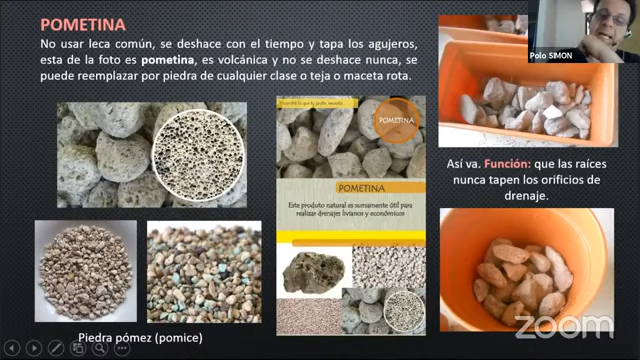 POMETINA
No usar leca común, se deshace con el tiempo y tapa los agujeros,
esta de la foto es pometina, es volcánica y no se deshace nunca, se
puede reemplazar por piedra de cualquier clase o teja o maceta rota.
Polo SIMON
POMETINA
POMETINA
Este produto natural es sumamente útil para
realizar drenajes livianos y económicos
Así va. Función: que las raíces
nunca tapen los orificios de
drenaje.
Piedra pómez (pomice)
zoom